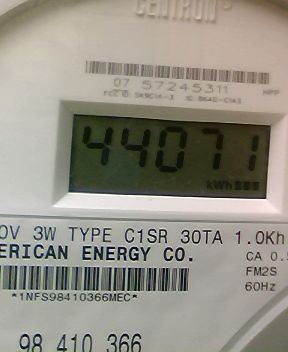 CENTRON®
07 57245311
44071
kWh
0V 3W TYPE C1SR 30TA 1.0Kh
ERICAN ENERGY CO.
CA 0.5
FM2S
60Hz
*1NFS98410366MEC*
98 410 366